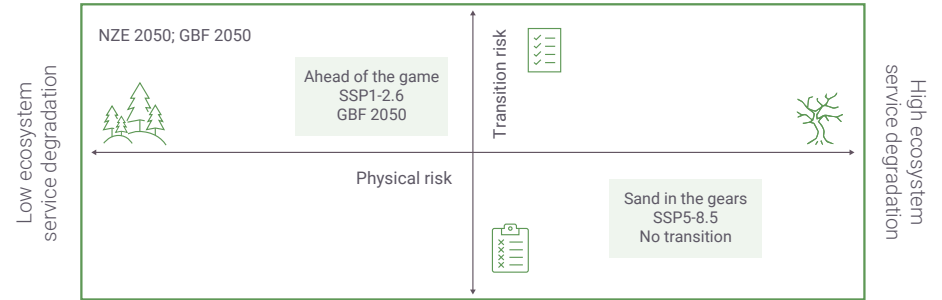 NZE 2050; GBF 2050
Ahead of the game
SSP1-2.6
GBF 2050
Transition risk
Low ecosystem
service degradation
High ecosystem
service degradation
Physical risk
Sand in the gears
SSP5-8.5
No transition